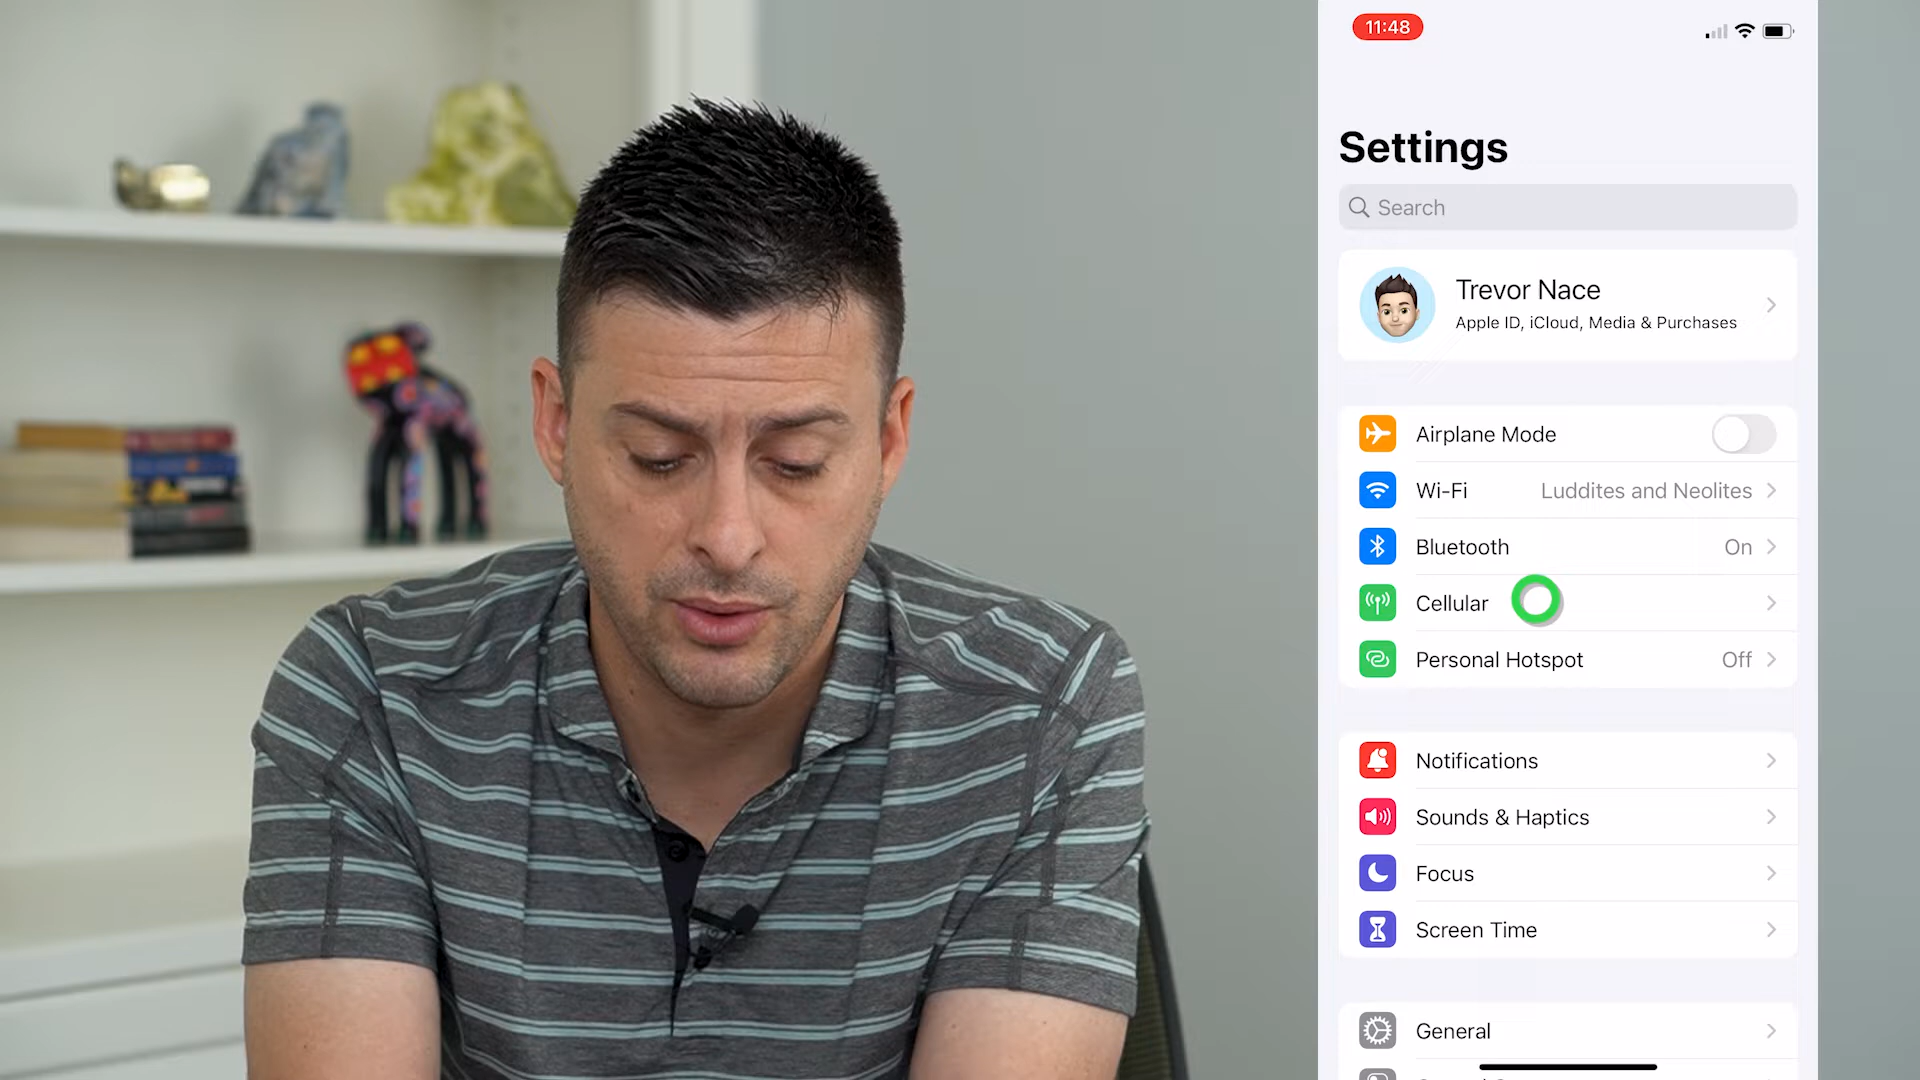 11:48
Settings
Search
Trevor Nace
Apple ID, iCloud, Media & Purchases
Airplane Mode
Wi-Fi Luddites and Neolites
Bluetooth On
Cellular
Personal Hotspot Off
Notifications
Sounds & Haptics
Focus
Screen Time
General